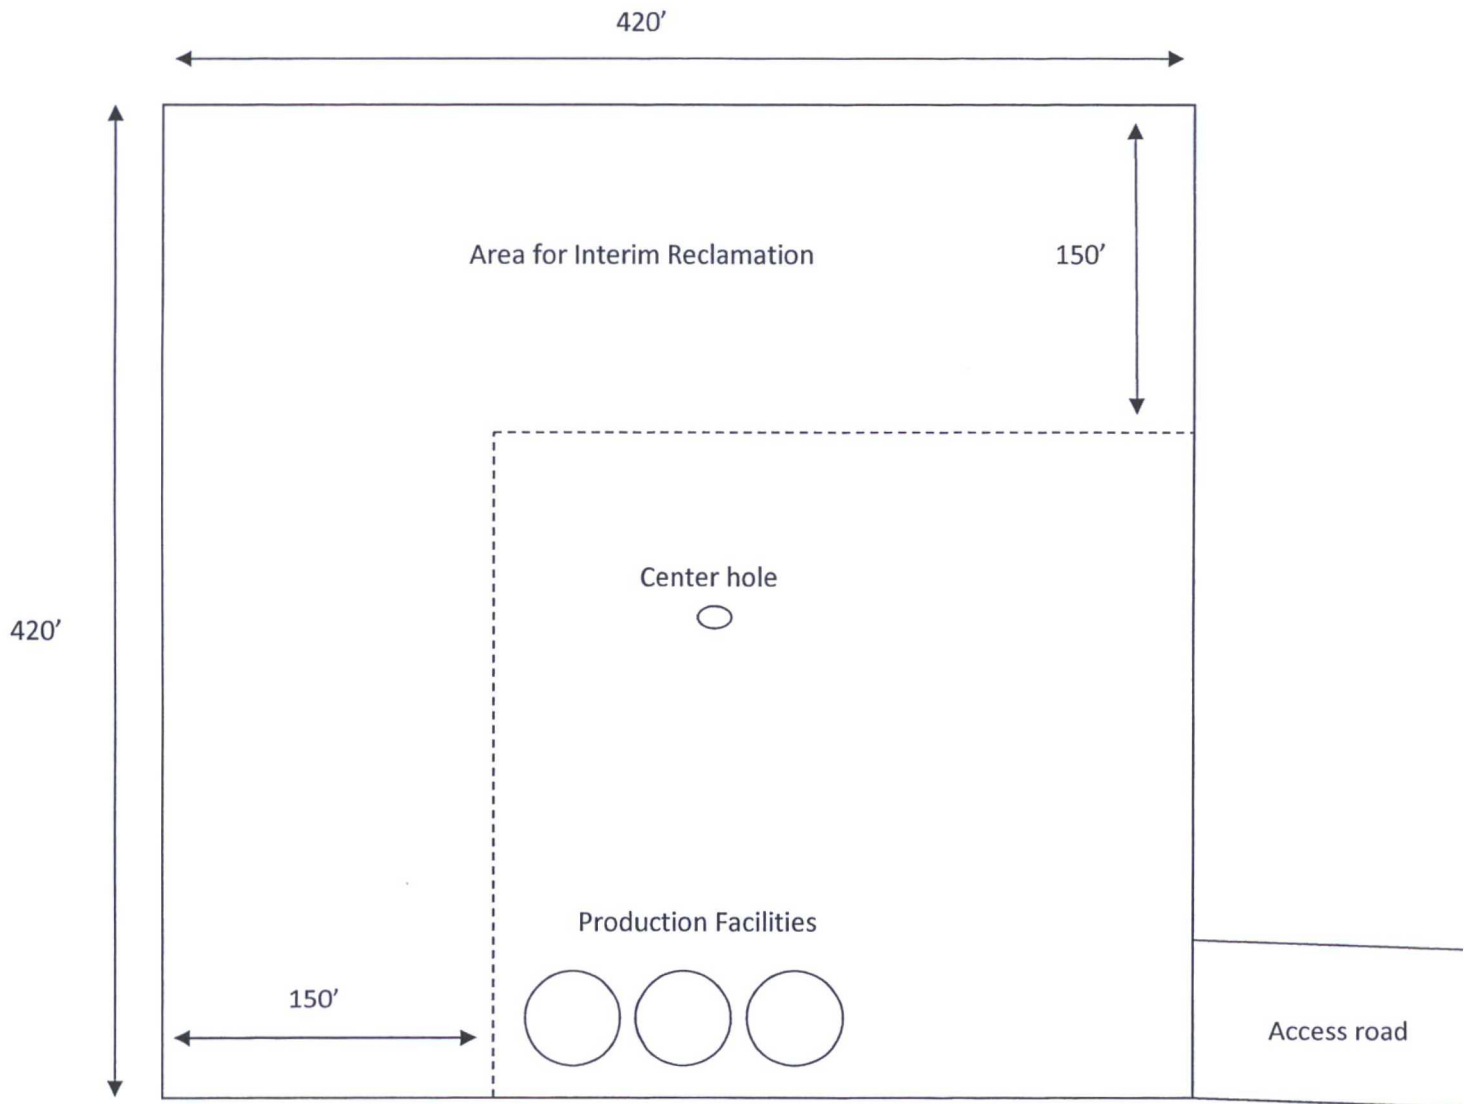 420’
Area for Interim Reclamation
150’
Center hole
420’
Production Facilities
150’
Access road